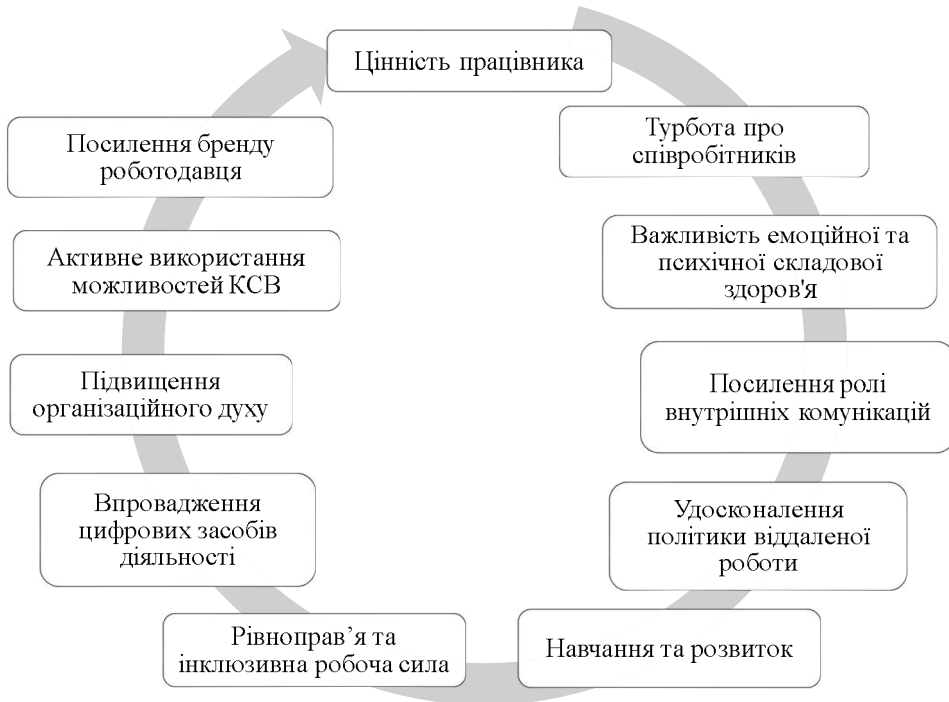 Цінність працівника
Турбота про
співробітників
Важливість емоційної та
психічної складової
здоров'я
Посилення ролі
внутрішніх комунікацій
Удосконалення
політики віддаленої
роботи
Навчання та розвиток
Рівноправ’я та
інклюзивна робоча сила
Впровадження
цифрових засобів
діяльності
Підвищення
організаційного духу
Активне використання
можливостей КСВ
Посилення бренду
роботодавця